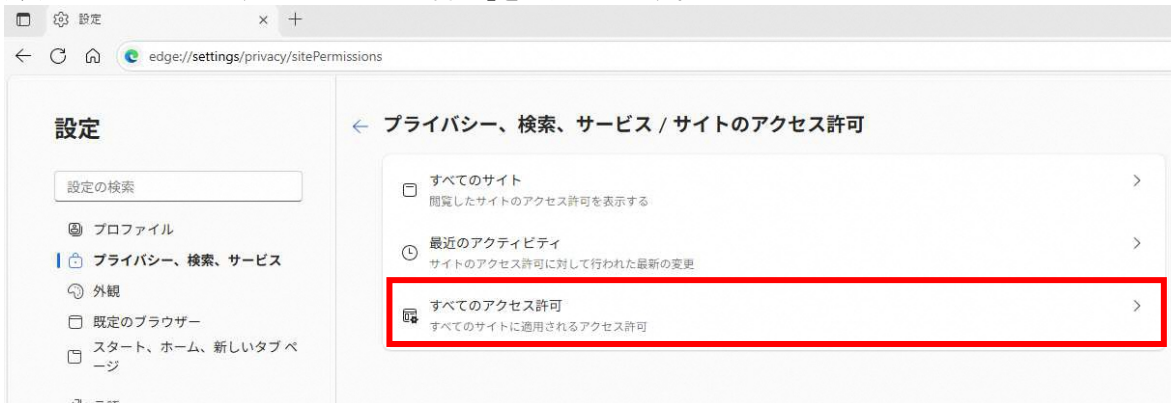 設定
edge://settings/privacy/sitePermissions
設定
プライバシー、検索、サービス / サイトのアクセス許可
設定の検索
プロファイル
プライバシー、検索、サービス
外観
既定のブラウザー
スタート、ホーム、新しいタブ ペ
ージ
すべてのサイト
閲覧したサイトのアクセス許可を表示する
最近のアクティビティ
サイトのアクセス許可に対して行われた最新の変更
すべてのアクセス許可
すべてのサイトに適用されるアクセス許可